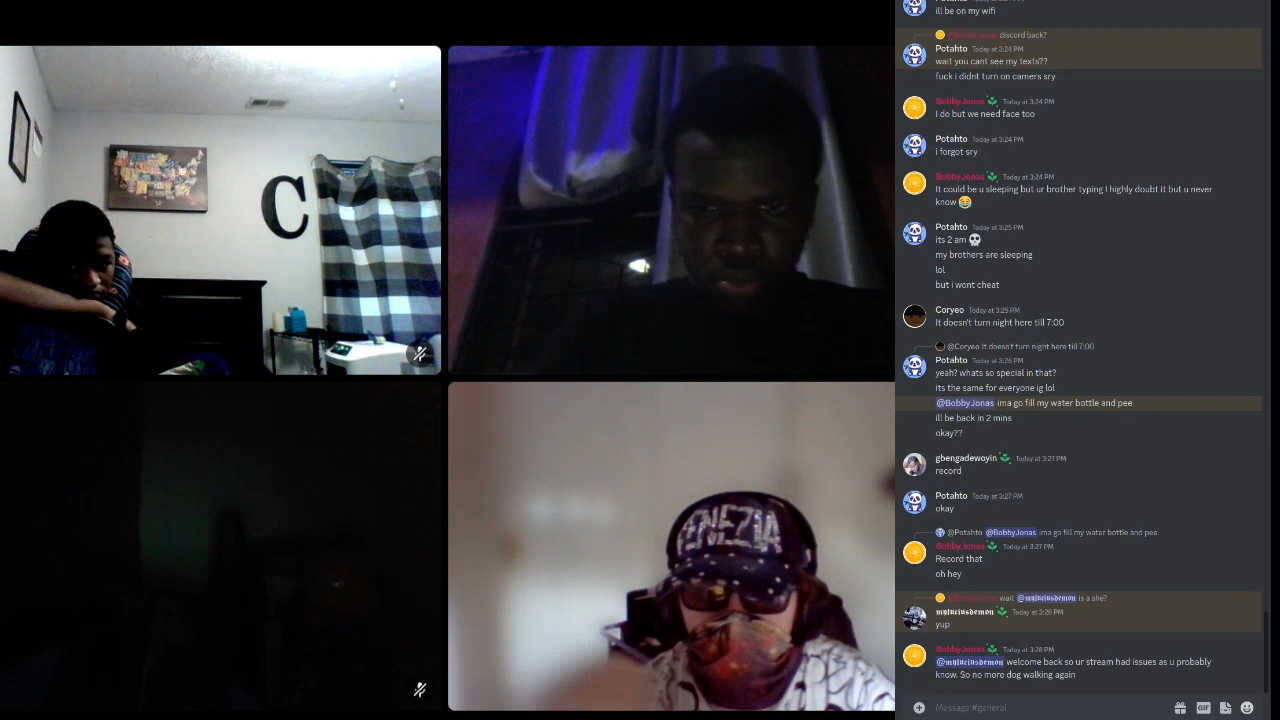 ill be on my wifi
discord back?
Potahto Today at 3:24 PM
wait you cant see my texts??
fuck i didnt turn on camers sry
BobbyJonas Today at 3:24 PM
I do but we need face too
Potahto Today at 3:24 PM
i forgot sry
BobbyJonas Today at 3:24 PM
It could be u sleeping but ur brother typing I highly doubt it but u never
know 😂
Potahto Today at 3:25 PM
its 2 am 💀
my brothers are sleeping
lol
but i wont cheat
Coryeo Today at 3:25 PM
It doesn't turn night here till 7:00
@Coryeo It doesn't turn night here till 7:00
Potahto Today at 3:26 PM
yeah? whats so special in that?
its the same for everyone ig lol
@BobbyJonas ima go fill my water bottle and pee
ill be back in 2 mins
okay??
gbengadewoyin Today at 3:27 PM
record
Potahto Today at 3:27 PM
okay
@Potahto @BobbyJonas ima go fill my water bottle and pee
BobbyJonas Today at 3:27 PM
Record that
oh hey
wait @myluciusdemon is a she?
myluciusdemon Today at 3:28 PM
yup
BobbyJonas Today at 3:28 PM
@myluciusdemon welcome back so ur stream had issues as u probably
know. So no more dog walking again
Message #general
GIF
C
ENEZIA